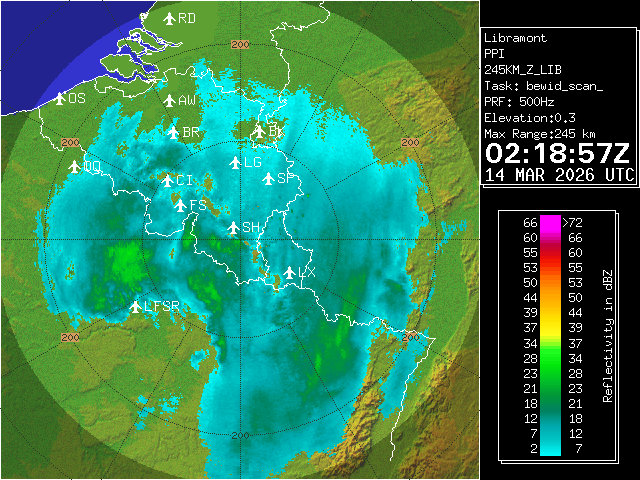 RD
200
OS
AW
BR
BK
200
200
LG
CI
SP
FS
SH
LX
LFSR
200
200
200
Libramont
PPI
245KM_Z_LIB
Task: bewid_scan_
PRF: 500Hz
Elevation:0.3
Max Range:245 km
02:18:57Z
14 MAR 2026 UTC
66 >72
60 66
55 60
53 55
50 53
44 50
39 44
37 39
34 37
28 34
23 28
21 23
18 21
12 18
7 12
2 7
Reflectivity in dBZ